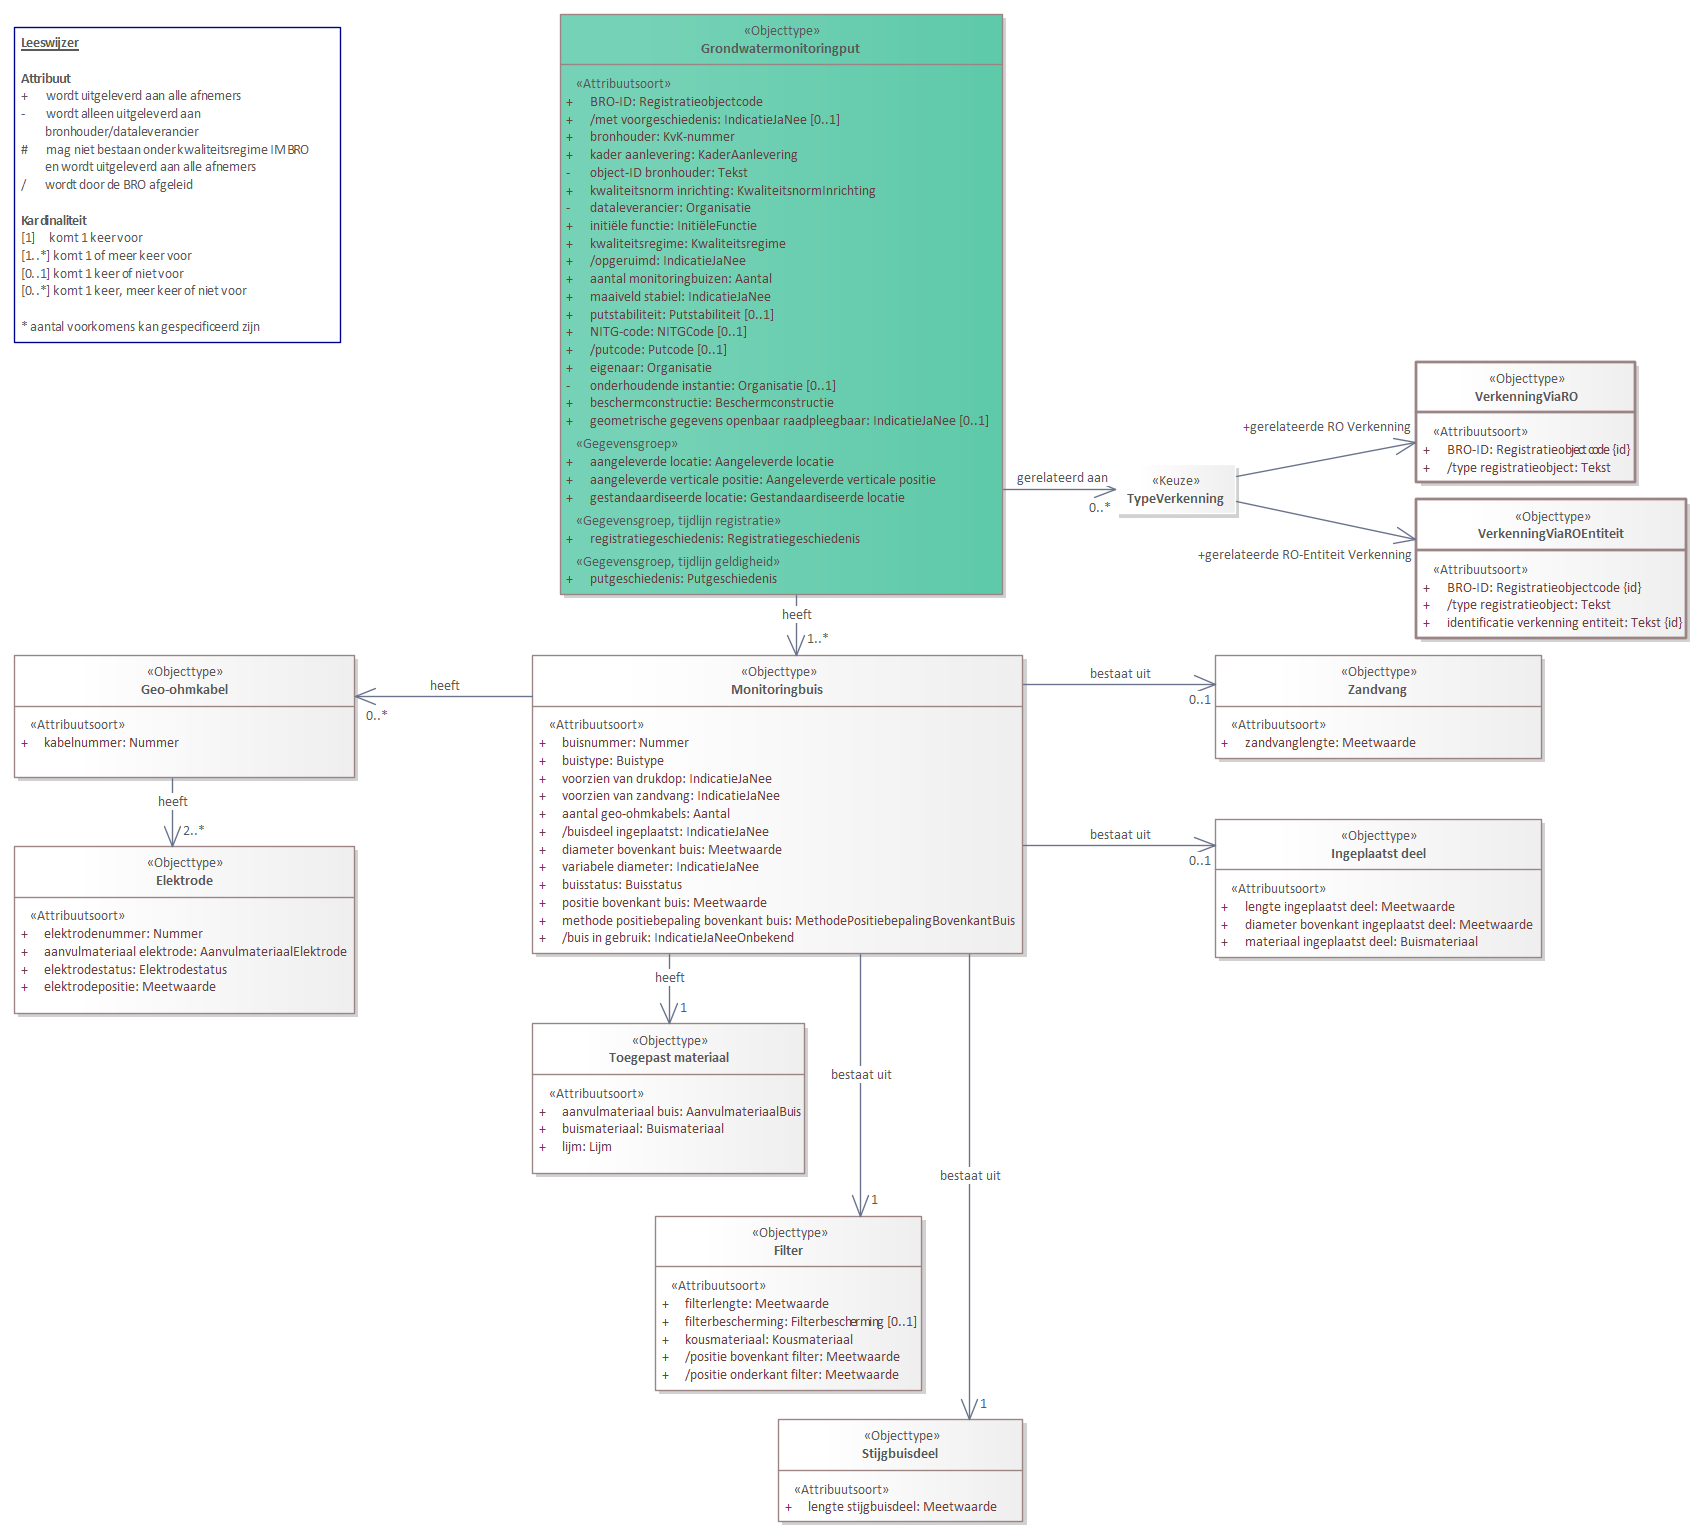 Leeswijzer
Attribuut
+ wordt uitgeleverd aan alle afnemers
- wordt alleen uitgeleverd aan
bronhouder/dataleverancier
# mag niet bestaan onder kwaliteitsregime IMBRO
en wordt uitgeleverd aan alle afnemers
/ wordt door de BRO afgeleid
Kardinaliteit
[1] komt 1 keer voor
[1..*] komt 1 of meer keer voor
[0..1] komt 1 keer of niet voor
[0..*] komt 1 keer, meer keer of niet voor
* aantal voorkomens kan gespecificeerd zijn
«Objecttype»
Grondwatermonitoringput
«Attribuutsoort»
+ BRO-ID: Registratieobjectcode
+ /met voorgeschiedenis: IndicatieJaNee [0..1]
+ bronhouder: KvK-nummer
+ kader aanlevering: KaderAanlevering
- object-ID bronhouder: Tekst
+ kwaliteitsnorm inrichting: KwaliteitsnormInrichting
- dataleverancier: Organisatie
+ initiële functie: InitiëleFunctie
+ kwaliteitsregime: Kwaliteitsregime
+ /opgeruimd: IndicatieJaNee
+ aantal monitoringbuizen: Aantal
+ maaiveld stabiel: IndicatieJaNee
+ putstabiliteit: Putstabiliteit [0..1]
+ NITG-code: NITGCode [0..1]
+ /putcode: Putcode [0..1]
+ eigenaar: Organisatie
- onderhoudende instantie: Organisatie [0..1]
+ beschermconstructie: Beschermconstructie
+ geometrische gegevens openbaar raadpleegbaar: IndicatieJaNee [0..1]
«Gegevensgroep»
+ aangeleverde locatie: Aangeleverde locatie
+ aangeleverde verticale positie: Aangeleverde verticale positie
+ gestandaardiseerde locatie: Gestandaardiseerde locatie
«Gegevensgroep, tijdlijn registratie»
+ registratiegeschiedenis: Registratiegeschiedenis
«Gegevensgroep, tijdlijn geldigheid»
+ putgeschiedenis: Putgeschiedenis
gerelateerd aan
0..*
«Keuze»
TypeVerkenning
+gerelateerde RO Verkenning
+gerelateerde RO-Entiteit Verkenning
«Objecttype»
VerkenningViaRO
«Attribuutsoort»
+ BRO-ID: Registratieobjectcode {id}
+ /type registratieobject: Tekst
«Objecttype»
VerkenningViaROEntiteit
«Attribuutsoort»
+ BRO-ID: Registratieobjectcode {id}
+ /type registratieobject: Tekst
+ identificatie verkenning entiteit: Tekst {id}
heeft
1..*
«Objecttype»
Geo-ohmkabel
«Attribuutsoort»
+ kabelnummer: Nummer
heeft
0..*
«Objecttype»
Monitoringbuis
«Attribuutsoort»
+ buisnummer: Nummer
+ buistype: Buistype
+ voorzien van drukdop: IndicatieJaNee
+ voorzien van zandvang: IndicatieJaNee
+ aantal geo-ohmkabels: Aantal
+ /buisdeel ingeplaatst: IndicatieJaNee
+ diameter bovenkant buis: Meetwaarde
+ variabele diameter: IndicatieJaNee
+ buisstatus: Buisstatus
+ positie bovenkant buis: Meetwaarde
+ methode positiebepaling bovenkant buis: MethodePositiebepalingBovenkantBuis
+ /buis in gebruik: IndicatieJaNeeOnbekend
bestaat uit
0..1
«Objecttype»
Zandvang
«Attribuutsoort»
+ zandvanglengte: Meetwaarde
bestaat uit
0..1
«Objecttype»
Ingeplaatst deel
«Attribuutsoort»
+ lengte ingeplaatst deel: Meetwaarde
+ diameter bovenkant ingeplaatst deel: Meetwaarde
+ materiaal ingeplaatst deel: Buismateriaal
heeft
2..*
«Objecttype»
Elektrode
«Attribuutsoort»
+ elektrodenummer: Nummer
+ aanvulmateriaal elektrode: AanvulmateriaalElektrode
+ elektrodestatus: Elektrodestatus
+ elektrodepositie: Meetwaarde
heeft
1
«Objecttype»
Toegepast materiaal
«Attribuutsoort»
+ aanvulmateriaal buis: AanvulmateriaalBuis
+ buismateriaal: Buismateriaal
+ lijm: Lijm
bestaat uit
1
«Objecttype»
Filter
«Attribuutsoort»
+ filterlengte: Meetwaarde
+ filterbescherming: Filterbescherming [0..1]
+ kousmateriaal: Kousmateriaal
+ /positie bovenkant filter: Meetwaarde
+ /positie onderkant filter: Meetwaarde
bestaat uit
1
«Objecttype»
Stijgbuisdeel
«Attribuutsoort»
+ lengte stijgbuisdeel: Meetwaarde